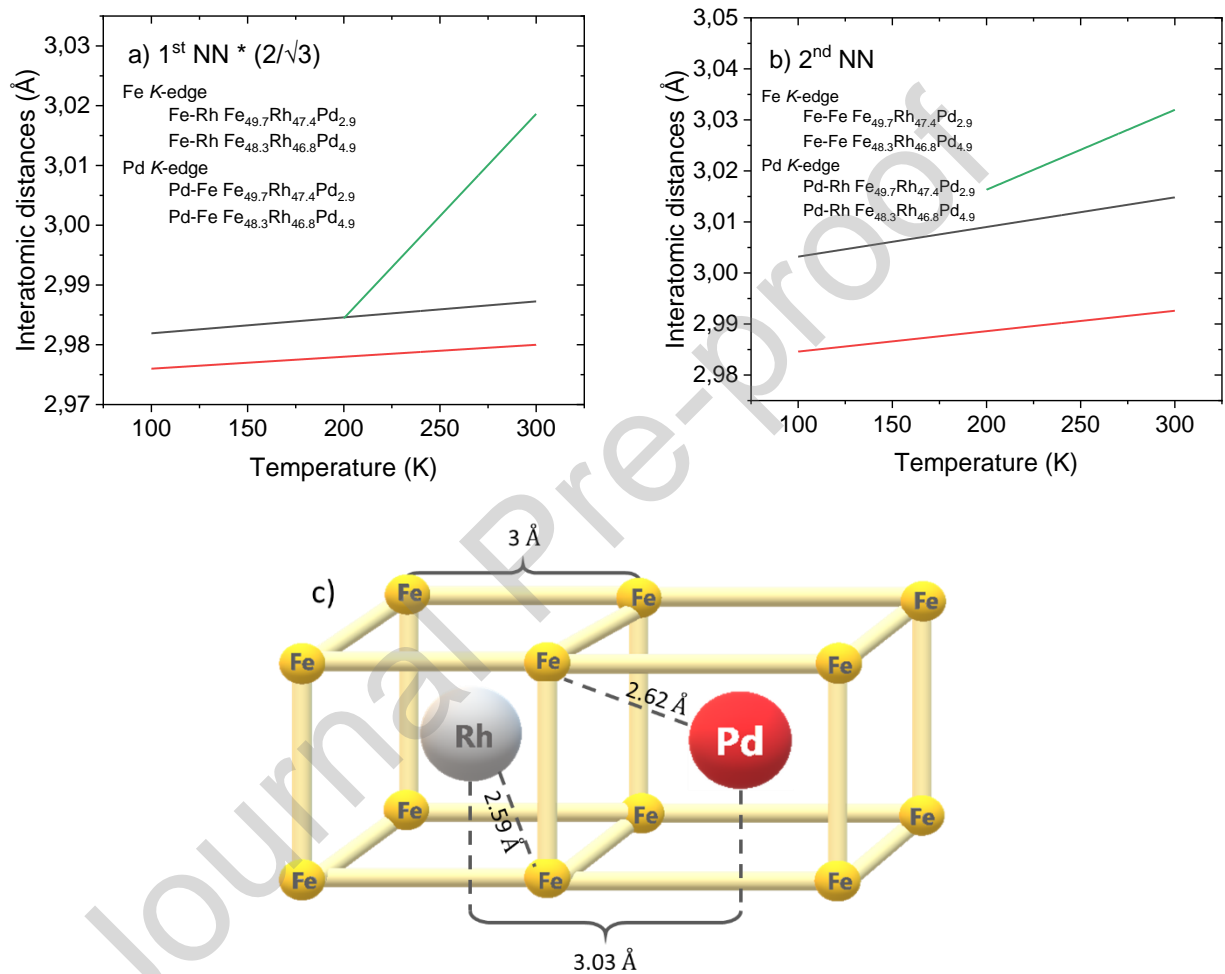 a) 1st NN * (2/√3)
Fe K-edge
Fe-Rh Fe49.7Rh47.4Pd2.9
Fe-Rh Fe48.3Rh46.8Pd4.9
Pd K-edge
Pd-Fe Fe49.7Rh47.4Pd2.9
Pd-Fe Fe48.3Rh46.8Pd4.9
Interatomic distances (Å)
3,03
3,02
3,01
3,00
2,99
2,98
2,97
100 150 200 250 300
Temperature (K)
b) 2nd NN
Fe K-edge
Fe-Fe Fe49.7Rh47.4Pd2.9
Fe-Fe Fe48.3Rh46.8Pd4.9
Pd K-edge
Pd-Rh Fe49.7Rh47.4Pd2.9
Pd-Rh Fe48.3Rh46.8Pd4.9
Interatomic distances (Å)
3,05
3,04
3,03
3,02
3,01
3,00
2,99
2,98
100 150 200 250 300
Temperature (K)
Journal Pre-proof
c)
3 Å
Fe Fe Fe
Fe Fe Fe
2.62 Å
Rh Pd
2.59 Å
Fe Fe Fe
Fe Fe Fe
3.03 Å